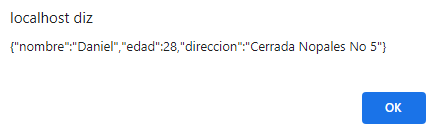 localhost diz
{"nombre":"Daniel","edad":28,"direccion":"Cerrada Nopales No 5"}
OK